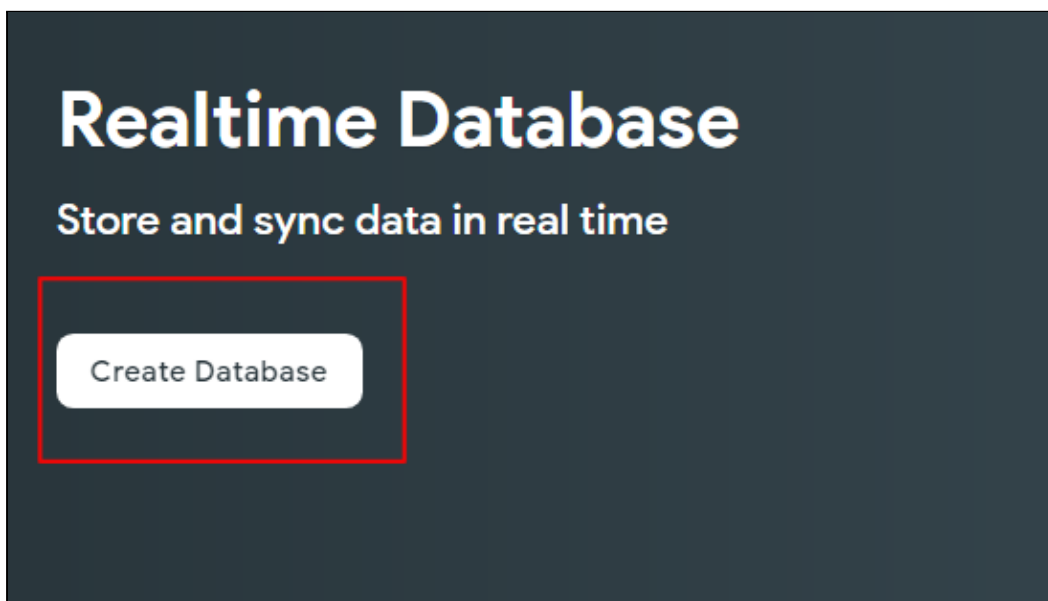 Realtime Database
Store and sync data in real time
Create Database